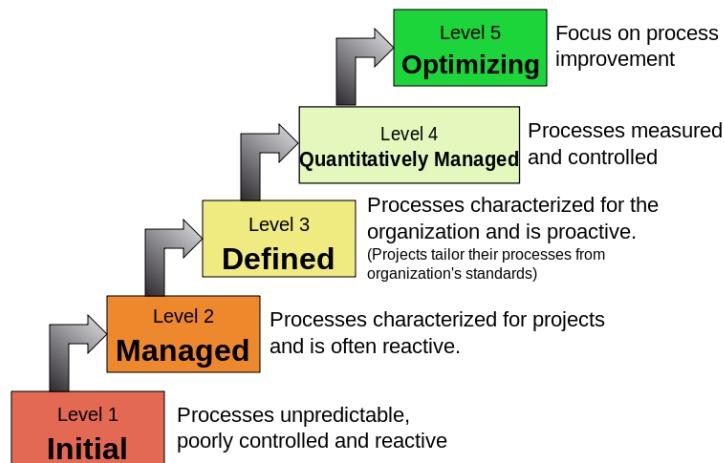 Level 5
Optimizing
Focus on process
improvement
Level 4
Quantitatively Managed
Processes measured
and controlled
Level 3
Defined
Processes characterized for the
organization and is proactive.
(Projects tailor their processes from
organization's standards)
Level 2
Managed
Processes characterized for projects
and is often reactive.
Level 1
Initial
Processes unpredictable,
poorly controlled and reactive